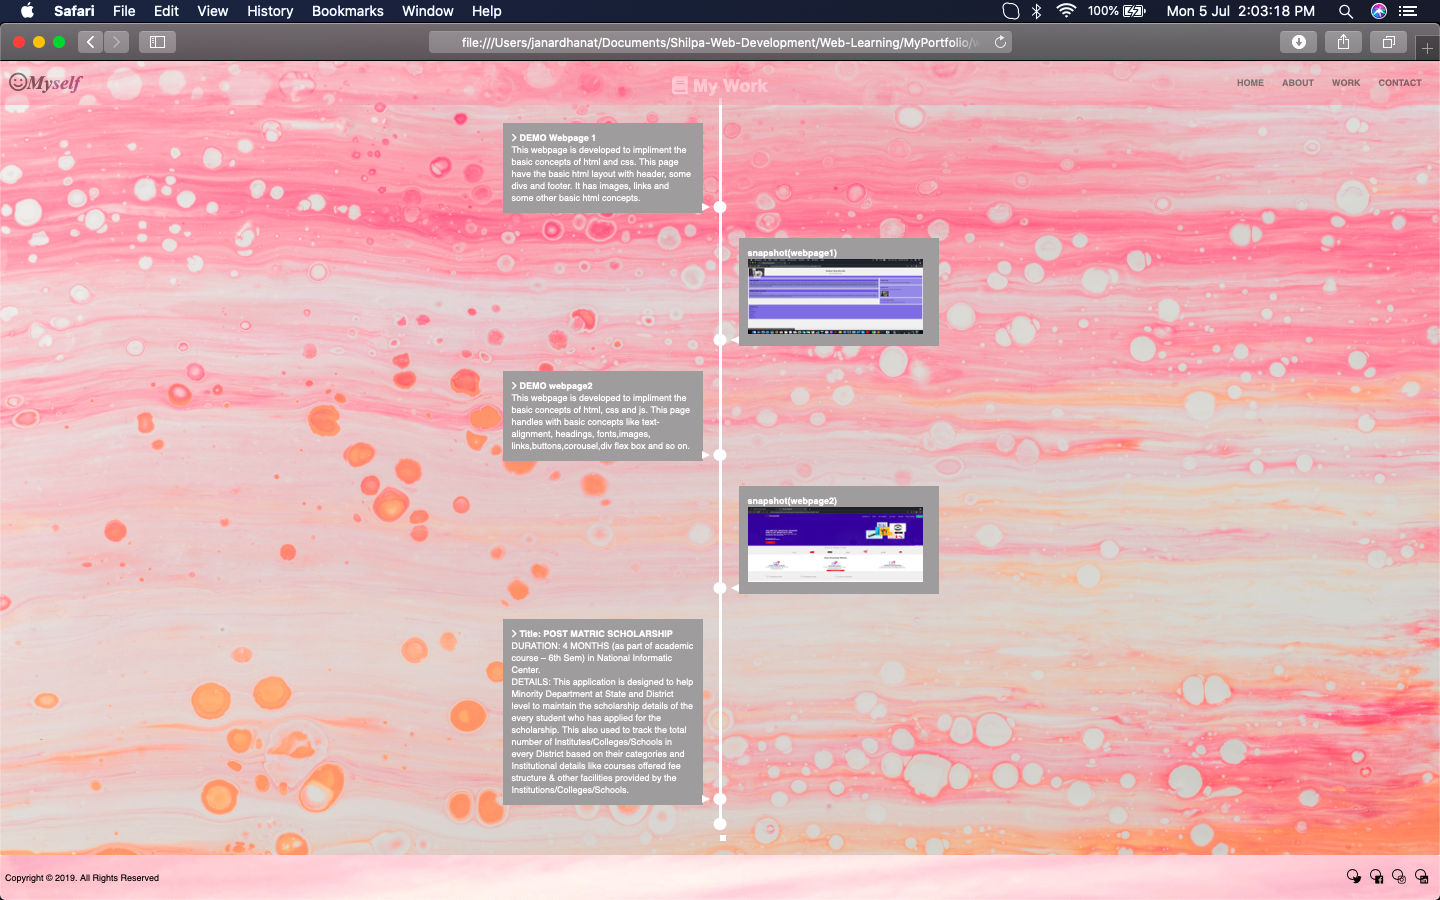 Safari File Edit View History Bookmarks Window Help 100% Mon 5 Jul 2:03:18 PM
file:///Users/janardhanat/Documents/Shilpa-Web-Development/Web-Learning/MyPortfolio/
Myself
My Work
HOME ABOUT WORK CONTACT
DEMO Webpage 1
This webpage is developed to impliment the
basic concepts of html and css. This page
have the basic html layout with header, some
divs and footer. It has images, links and
some other basic html concepts.
snapshot(webpage1)
DEMO webpage2
This webpage is developed to impliment the
basic concepts of html, css and js. This page
handles with basic concepts like text-
alignment, headings, fonts,images,
links,buttons,corousel,div flex box and so on.
snapshot(webpage2)
Title: POST MATRIC SCHOLARSHIP
DURATION: 4 MONTHS (as part of academic
course – 6th Sem) in National Informatic
Center.
DETAILS: This application is designed to help
Minority Department at State and District
level to maintain the scholarship details of the
every student who has applied for the
scholarship. This also used to track the total
number of Institutes/Colleges/Schools in
every District based on their categories and
Institutional details like courses offered fee
structure & other facilities provided by the
Institutions/Colleges/Schools.
Copyright © 2019. All Rights Reserved